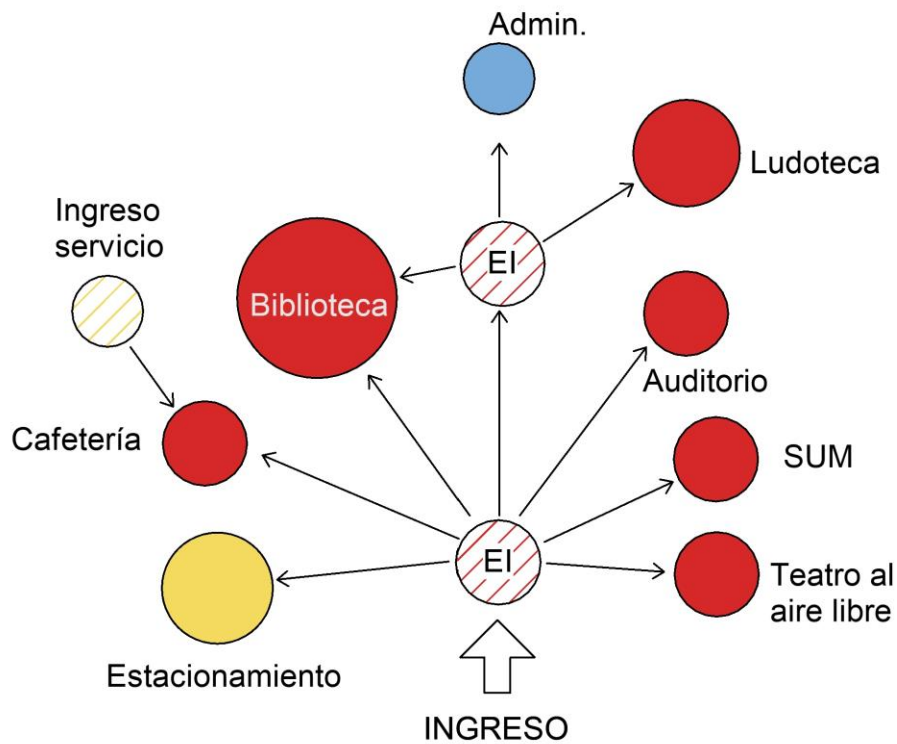 Admin.
Ludoteca
Ingreso
servicio
EI
Biblioteca
Auditorio
Cafetería
SUM
EI
Teatro al
aire libre
Estacionamiento
INGRESO